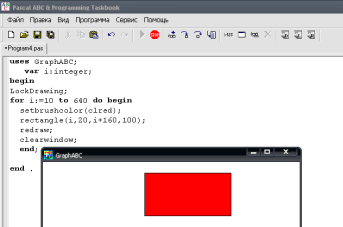 Pascal ABC & Programming Taskbook
Файл Правка Вид Программа Сервис Помощь
•Program4.pas
uses GraphABC;
var i:integer;
begin
LockDrawing;
for i:=10 to 640 do begin
setbrushcolor(clred);
rectangle(i,20,i+160,100);
redraw;
clearwindow;
end;
GraphABC
end .